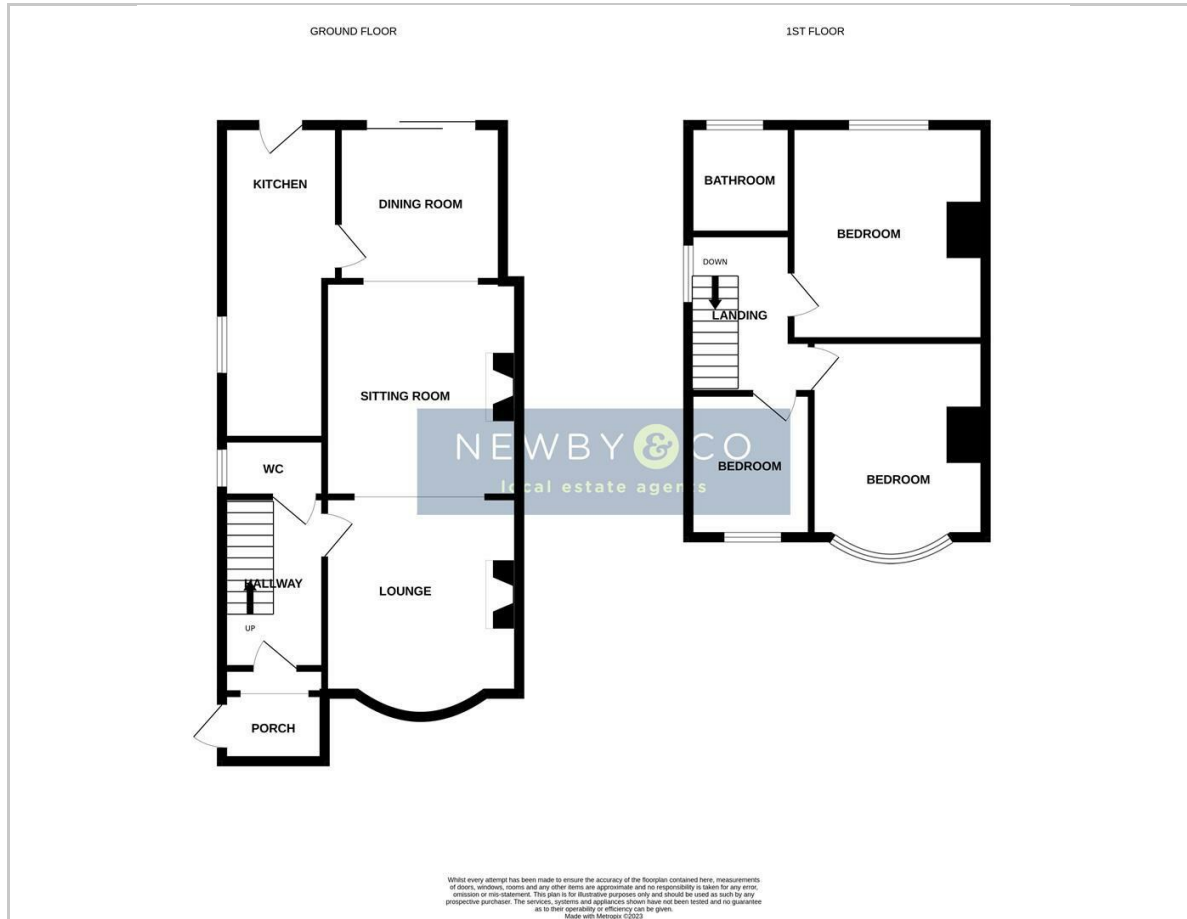 GROUND FLOOR
1ST FLOOR
KITCHEN
DINING ROOM
SITTING ROOM
WC
HALLWAY
UP
LOUNGE
PORCH
BATHROOM
BEDROOM
DOWN
LANDING
BEDROOM
BEDROOM
NEWBY & CO
local estate agents
Whilst every attempt has been made to ensure the accuracy of the floorplan contained here, measurements
of doors, windows, rooms and any other items are approximate and no responsibility is taken for any error,
omission or mis-statement. This plan is for illustrative purposes only and should be used as such by any
prospective purchaser. The services, systems and appliances shown have not been tested and no guarantee
as to their operability or efficiency can be given.
Made with Metropix ©2023